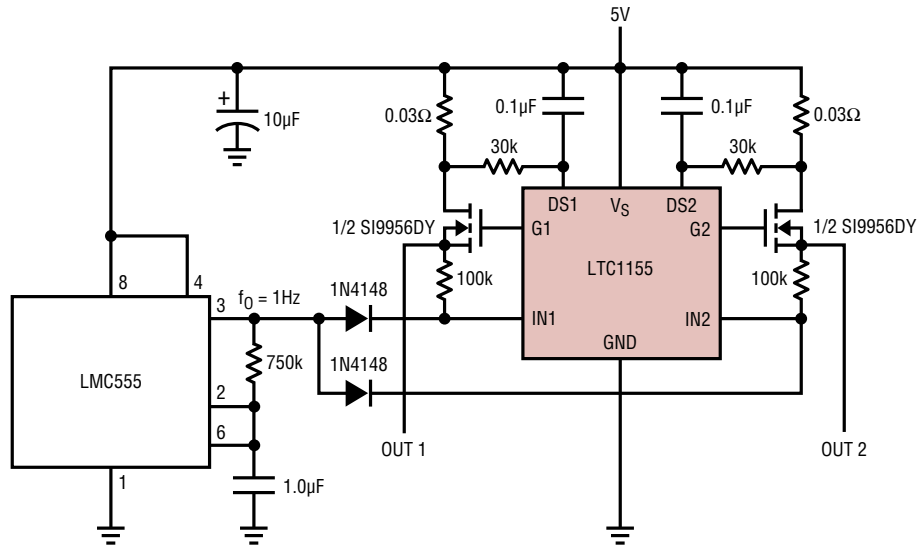 5V
+
10µF
0.03Ω
0.1µF
0.1µF
0.03Ω
30k
30k
DS1
VS
DS2
1/2 SI9956DY
G1
G2
1/2 SI9956DY
LTC1155
100k
100k
8
4
3
fO = 1Hz
1N4148
IN1
IN2
GND
750k
1N4148
LMC555
2
6
OUT 1
OUT 2
1
1.0µF